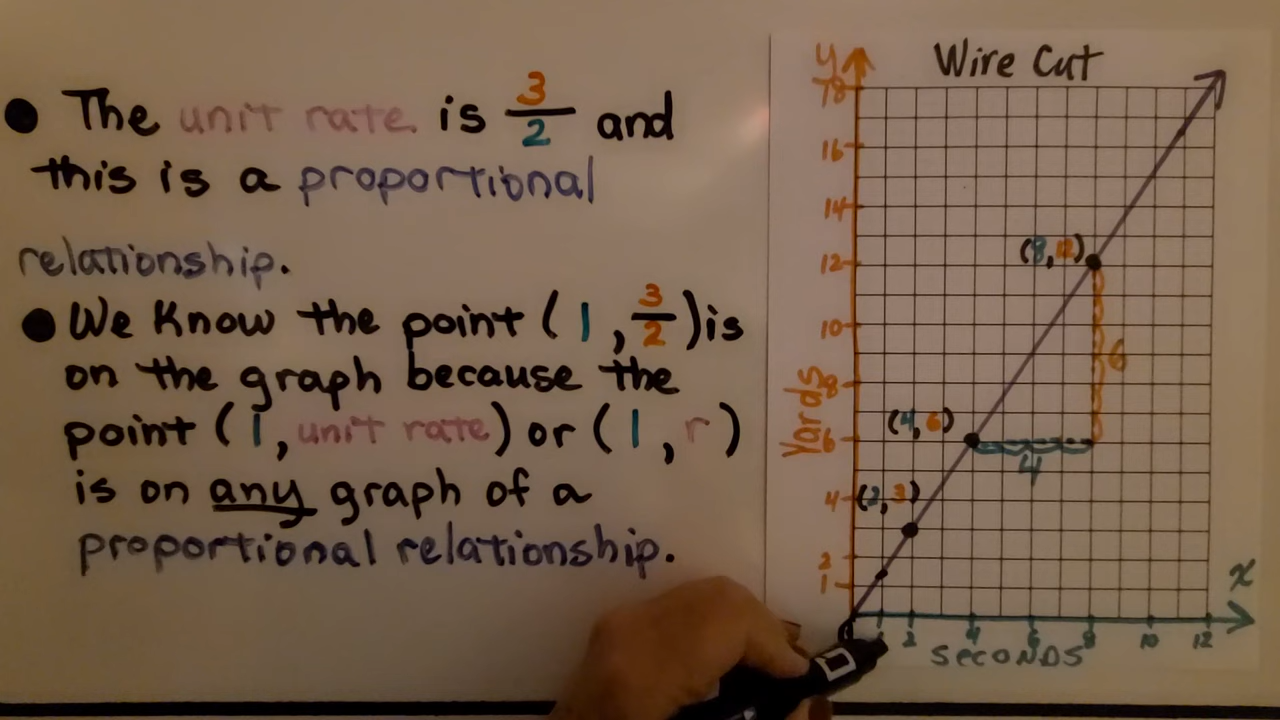 ● The unit rate is 3/2 and
this is a proportional
relationship.
● We Know the point (1, 3/2) is
on the graph because the
point (1, unit rate) or (1, r)
is on any graph of a
proportional relationship.
Wire Cut
y
18
16
14
12
10
8
6
4
2
1
Yards
(8,12)
6
(4,6)
4
(2,3)
x
1 2 4 6 8 10 12
SECONDS